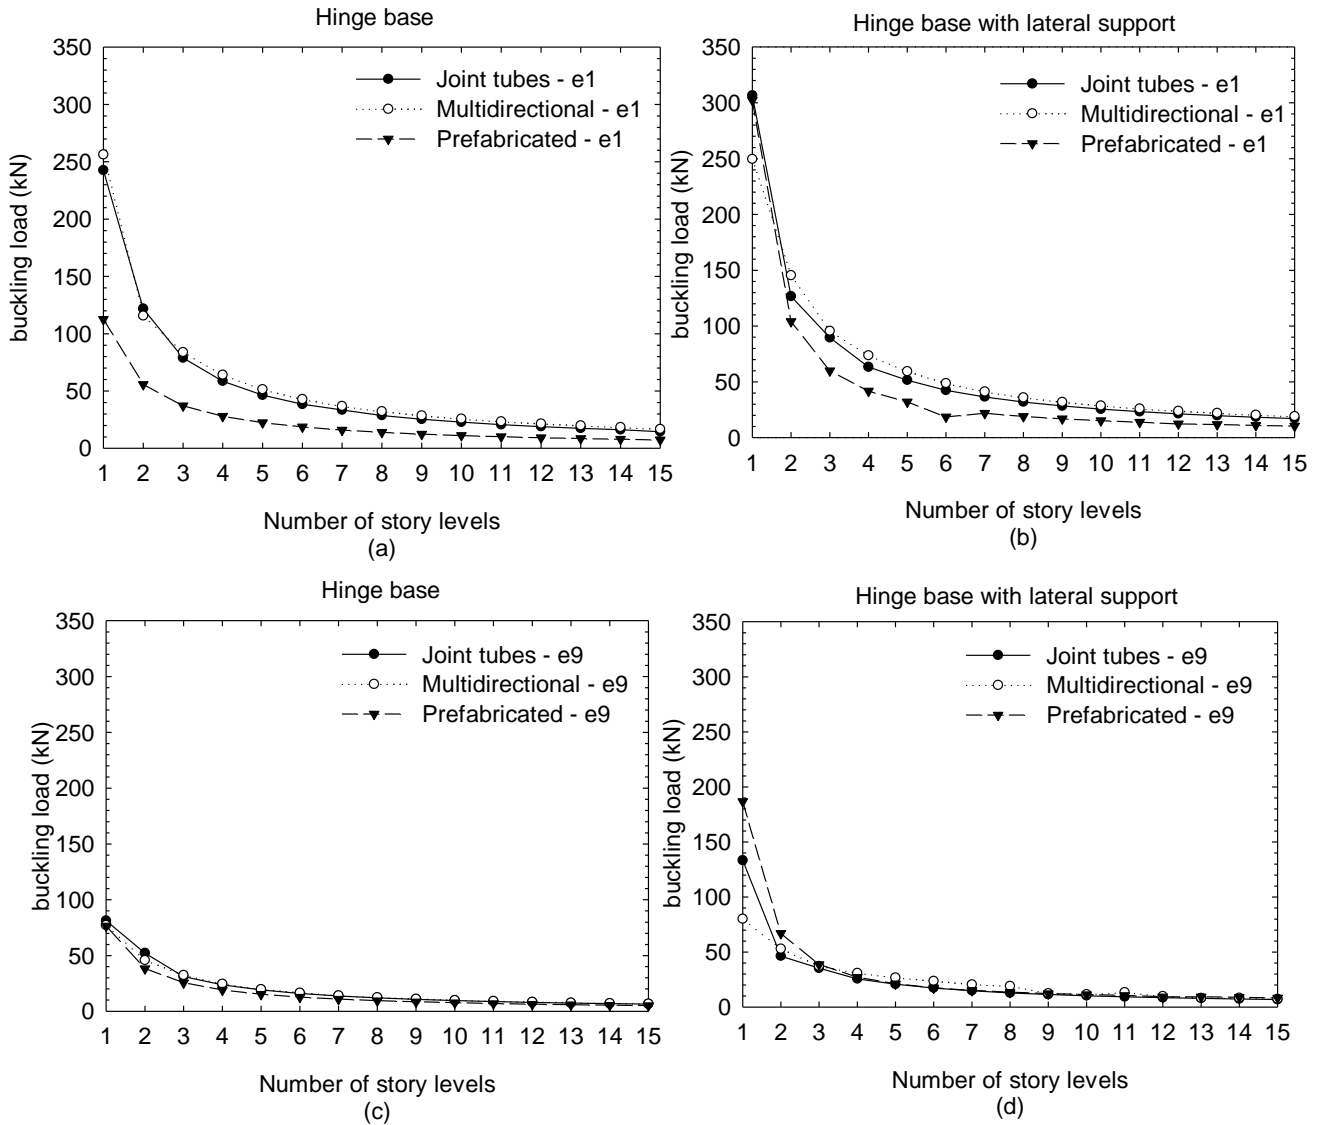 Hinge base
350
300
250
200
150
100
50
0
buckling load (kN)
Joint tubes - e1
Multidirectional - e1
Prefabricated - e1
1 2 3 4 5 6 7 8 9 10 11 12 13 14 15
Number of story levels
(a)
Hinge base with lateral support
350
300
250
200
150
100
50
0
buckling load (kN)
Joint tubes - e1
Multidirectional - e1
Prefabricated - e1
1 2 3 4 5 6 7 8 9 10 11 12 13 14 15
Number of story levels
(b)
Hinge base
350
300
250
200
150
100
50
0
buckling load (kN)
Joint tubes - e9
Multidirectional - e9
Prefabricated - e9
1 2 3 4 5 6 7 8 9 10 11 12 13 14 15
Number of story levels
(c)
Hinge base with lateral support
350
300
250
200
150
100
50
0
buckling load (kN)
Joint tubes - e9
Multidirectional - e9
Prefabricated - e9
1 2 3 4 5 6 7 8 9 10 11 12 13 14 15
Number of story levels
(d)